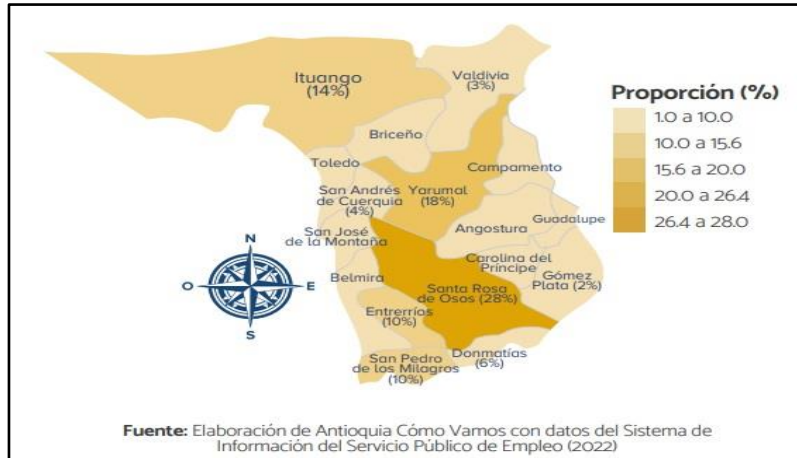 Ituango
(14%)
Valdivia
(3%)
Briceño
Toledo
Campamento
San Andrés
de Cuerquia
(4%)
Yarumal
(18%)
San José
de la Montaña
Angostura
Guadalupe
Belmira
Carolina del
Príncipe
Gómez
Plata (2%)
Santa Rosa
de Osos (28%)
Entrerríos
(10%)
San Pedro
de los Milagros
(10%)
Donmatías
(6%)
Proporción (%)
1.0 a 10.0
10.0 a 15.6
15.6 a 20.0
20.0 a 26.4
26.4 a 28.0
N
O
E
S
Fuente: Elaboración de Antioquia Cómo Vamos con datos del Sistema de
Información del Servicio Público de Empleo (2022)